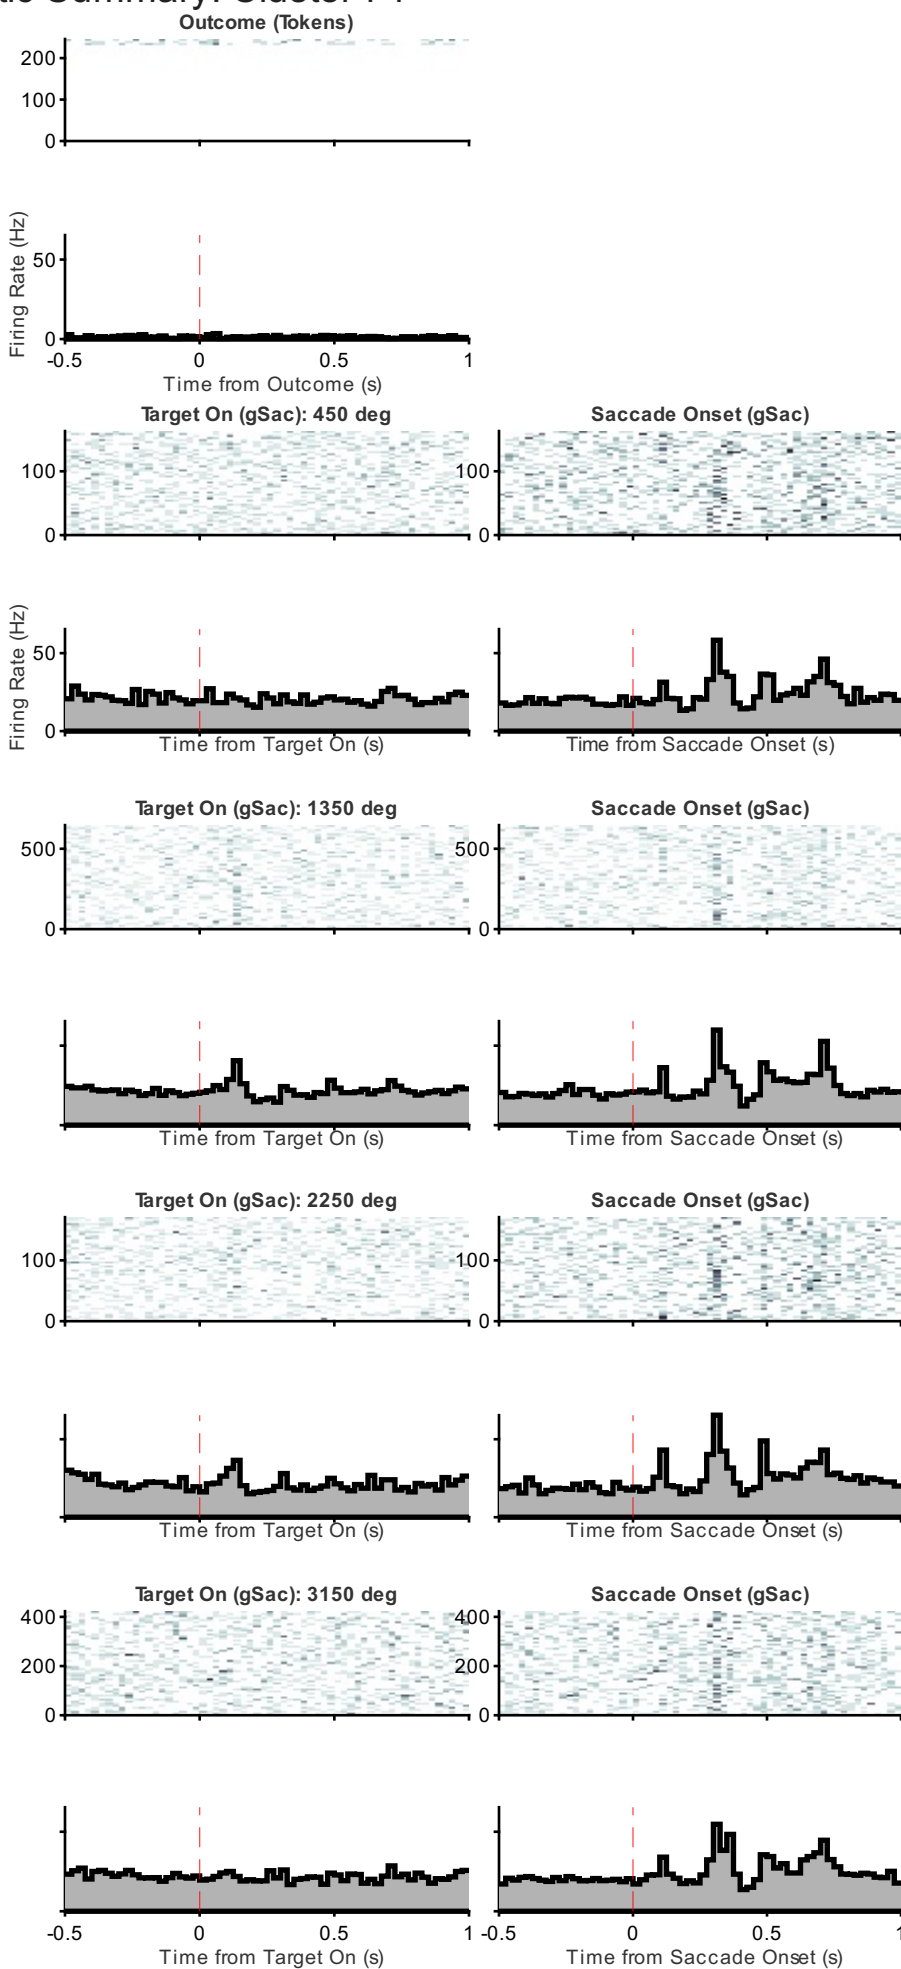 Summary: Cluster
Outcome (Tokens)
200
100
0
Firing Rate (Hz)
50
0
-0.5 0 0.5 1
Time from Outcome (s)
Target On (gSac): 450 deg Saccade Onset (gSac)
100 100
0 0
Firing Rate (Hz)
50
0
Time from Target On (s) Time from Saccade Onset (s)
Target On (gSac): 1350 deg Saccade Onset (gSac)
500 500
0 0
Time from Target On (s) Time from Saccade Onset (s)
Target On (gSac): 2250 deg Saccade Onset (gSac)
100 100
0 0
Time from Target On (s) Time from Saccade Onset (s)
Target On (gSac): 3150 deg Saccade Onset (gSac)
400 400
200 200
0 0
-0.5 0 0.5 1 -0.5 0 0.5 1
Time from Target On (s) Time from Saccade Onset (s)